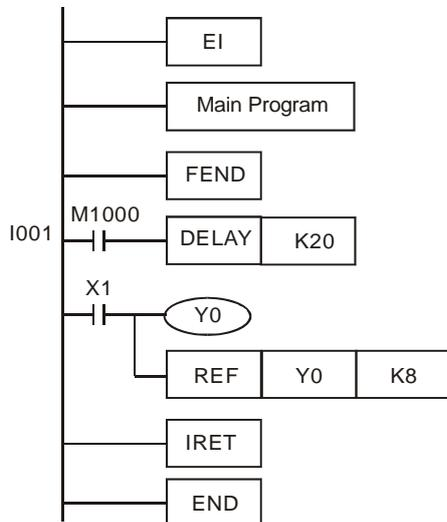 EI
Main Program
FEND
M1000
I001 DELAY K20
X1
Y0
REF Y0 K8
IRET
END